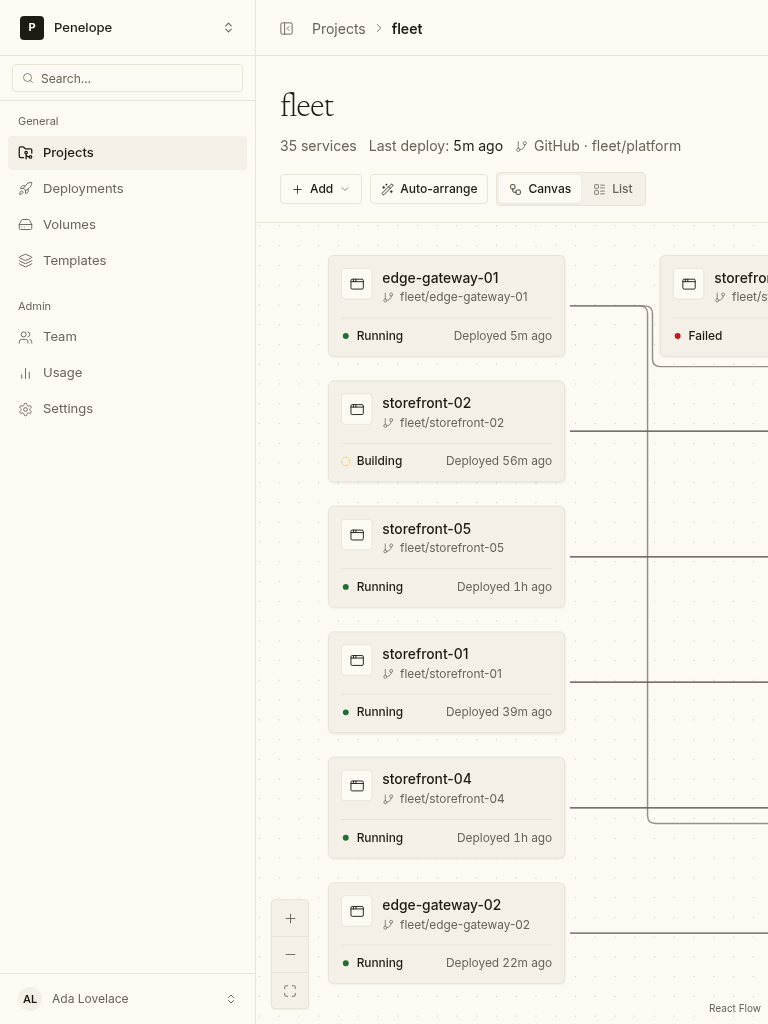 P Penelope
Search...
General
Projects
Deployments
Volumes
Templates
Admin
Team
Usage
Settings
AL Ada Lovelace
Projects fleet
fleet
35 services Last deploy: 5m ago GitHub · fleet/platform
Add Auto-arrange Canvas List
edge-gateway-01
fleet/edge-gateway-01
Running Deployed 5m ago
Failed
storefront-02
fleet/storefront-02
Building Deployed 56m ago
storefront-05
fleet/storefront-05
Running Deployed 1h ago
storefront-01
fleet/storefront-01
Running Deployed 39m ago
storefront-04
fleet/storefront-04
Running Deployed 1h ago
edge-gateway-02
fleet/edge-gateway-02
Running Deployed 22m ago
React Flow